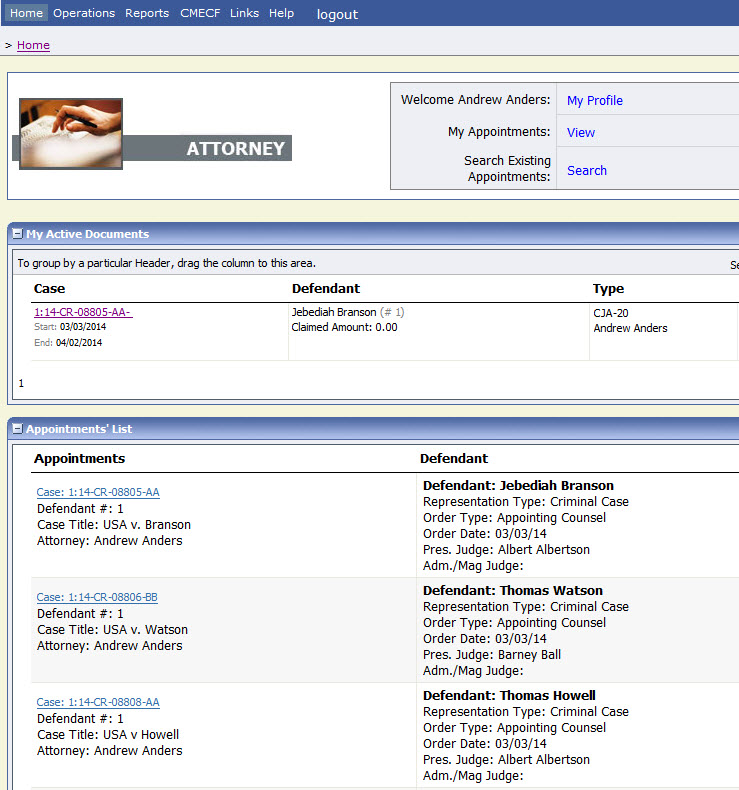 Home Operations Reports CMECF Links Help logout
> Home
ATTORNEY
Welcome Andrew Anders: My Profile
My Appointments: View
Search Existing
Appointments: Search
My Active Documents
To group by a particular Header, drag the column to this area.
Case Defendant Type
1:14-CR-08805-AA- Jebediah Branson (# 1) CJA-20
Start: 03/03/2014 Claimed Amount: 0.00 Andrew Anders
End: 04/02/2014
1
Appointments' List
Appointments Defendant
Case: 1:14-CR-08805-AA
Defendant #: 1
Case Title: USA v. Branson
Attorney: Andrew Anders
Defendant: Jebediah Branson
Representation Type: Criminal Case
Order Type: Appointing Counsel
Order Date: 03/03/14
Pres. Judge: Albert Albertson
Adm./Mag Judge:
Case: 1:14-CR-08806-BB
Defendant #: 1
Case Title: USA v. Watson
Attorney: Andrew Anders
Defendant: Thomas Watson
Representation Type: Criminal Case
Order Type: Appointing Counsel
Order Date: 03/03/14
Pres. Judge: Barney Ball
Adm./Mag Judge:
Case: 1:14-CR-08808-AA
Defendant #: 1
Case Title: USA v Howell
Attorney: Andrew Anders
Defendant: Thomas Howell
Representation Type: Criminal Case
Order Type: Appointing Counsel
Order Date: 03/03/14
Pres. Judge: Albert Albertson
Adm./Mag Judge: